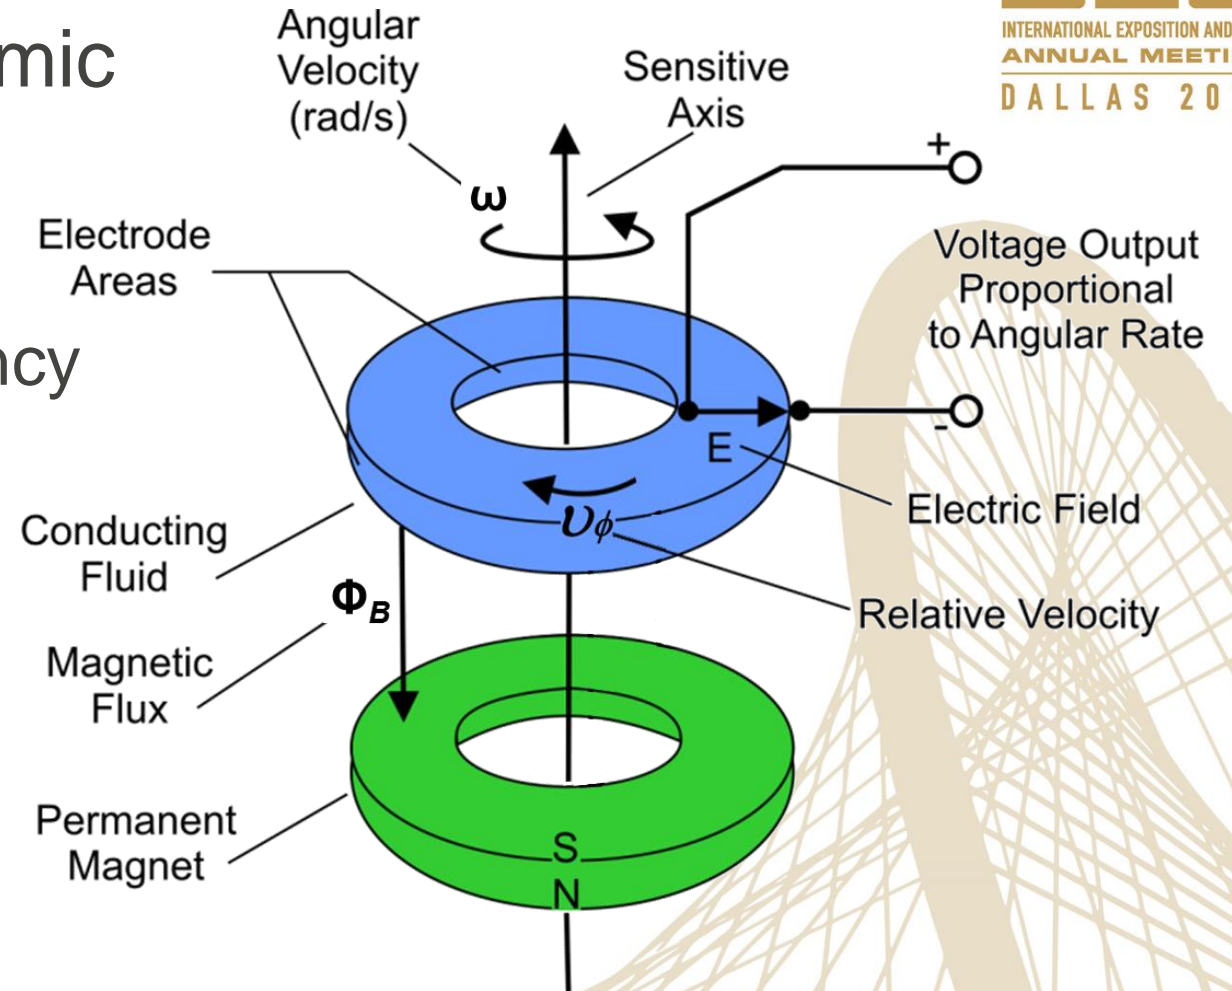 mic
ncy
INTERNATIONAL EXPOSITION AND
ANNUAL MEETI
DALLAS 20
Angular
Velocity
(rad/s)
Sensitive
Axis
ω
+
Electrode
Areas
Voltage Output
Proportional
to Angular Rate
-
E
Electric Field
υϕ
Conducting
Fluid
ΦB
Relative Velocity
Magnetic
Flux
Permanent
Magnet
S
N